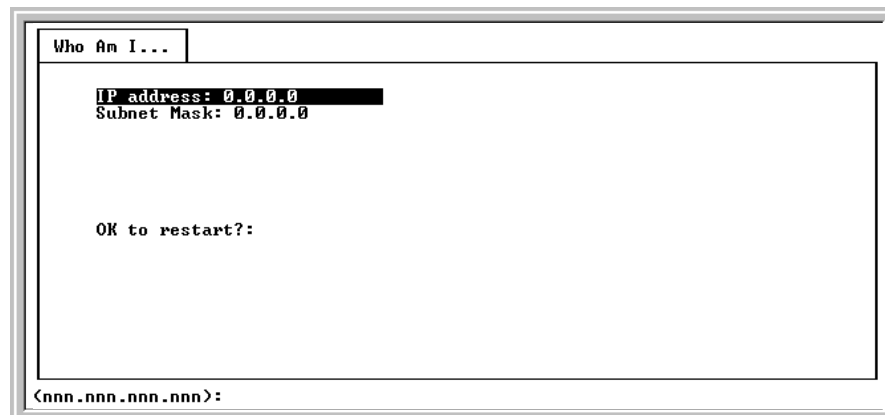 Who Am I...
IP address: 0.0.0.0
Subnet Mask: 0.0.0.0
OK to restart?:
(nnn.nnn.nnn.nnn):